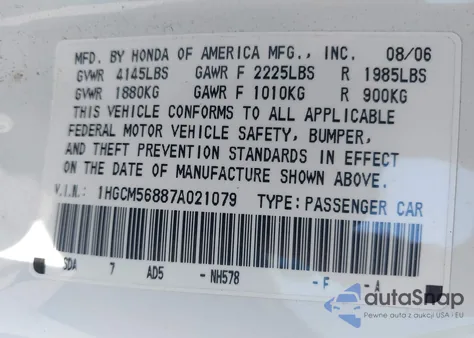 MFD. BY HONDA OF AMERICA MFG., INC. 08/06
GVWR 4145LBS GAWR F 2225LBS R 1985LBS
GVWR 1880KG GAWR F 1010KG R 900KG
THIS VEHICLE CONFORMS TO ALL APPLICABLE
FEDERAL MOTOR VEHICLE SAFETY, BUMPER,
AND THEFT PREVENTION STANDARDS IN EFFECT
ON THE DATE OF MANUFACTURE SHOWN ABOVE.
V.I.N.: 1HGCM56887A021079 TYPE: PASSENGER CAR
SDA 7 AD5 -NH578 -F -A
autaSnap
Pewne auta z aukcji USA i EU